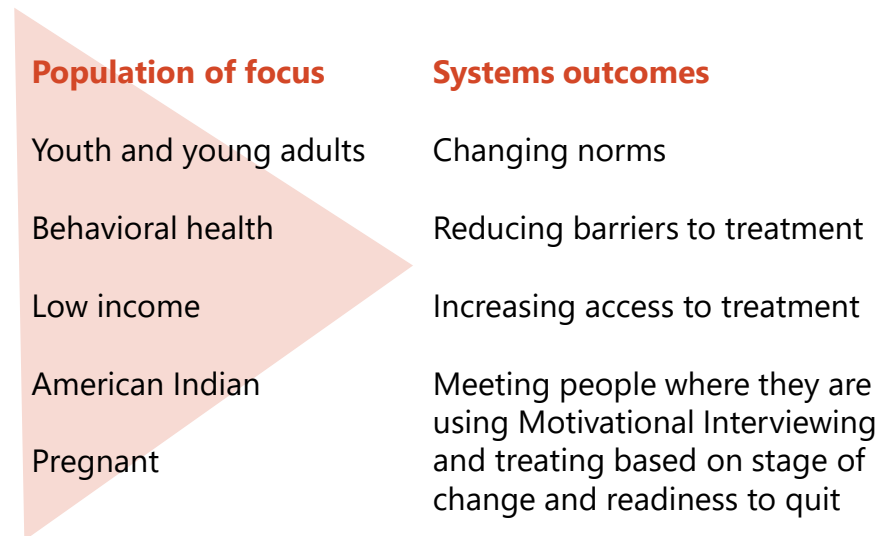 Population of focus
Youth and young adults
Behavioral health
Low income
American Indian
Pregnant
Systems outcomes
Changing norms
Reducing barriers to treatment
Increasing access to treatment
Meeting people where they are
using Motivational Interviewing
and treating based on stage of
change and readiness to quit